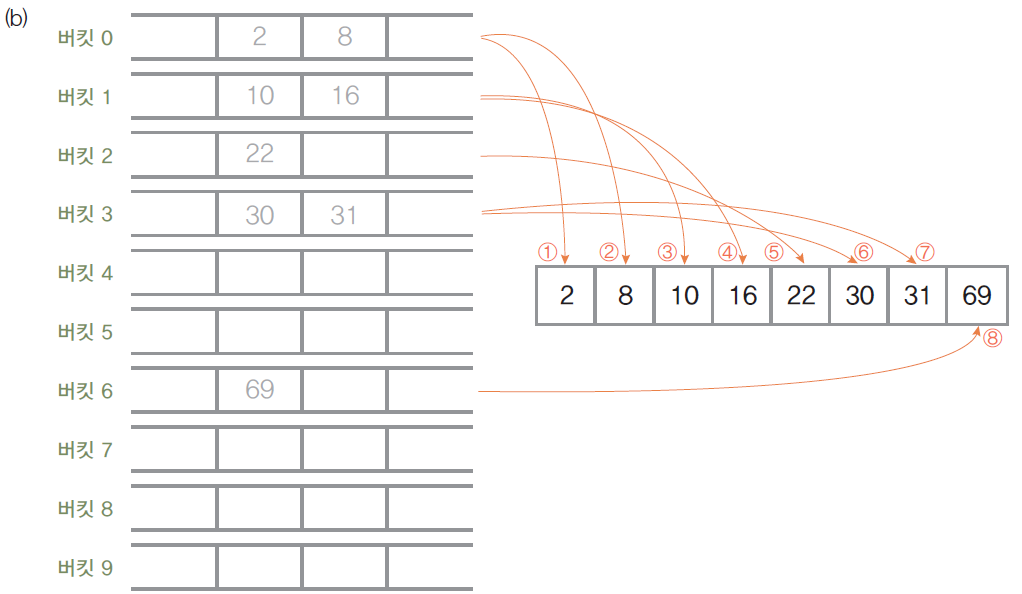 (b)
버킷 0 2 8
버킷 1 10 16
버킷 2 22
버킷 3 30 31
버킷 4
① ② ③ ④ ⑤ ⑥ ⑦
2 8 10 16 22 30 31 69
버킷 5
⑧
버킷 6 69
버킷 7
버킷 8
버킷 9